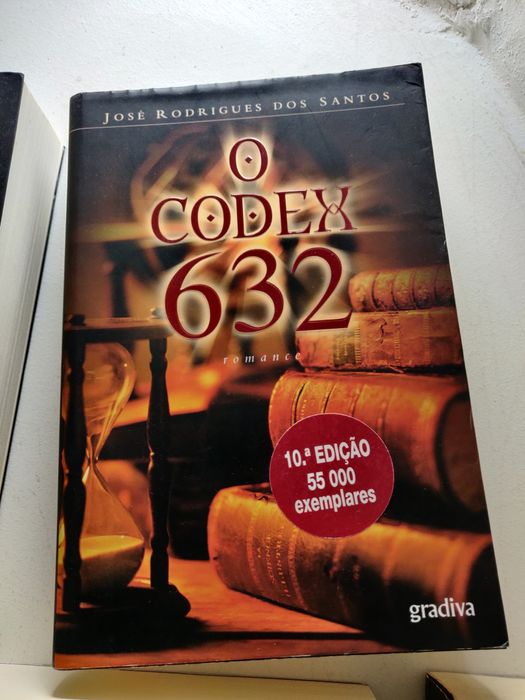 JOSÉ RODRIGUES DOS SANTOS
O
CODEX
632
romance
10.ª EDIÇÃO
55 000
exemplares
gradiva